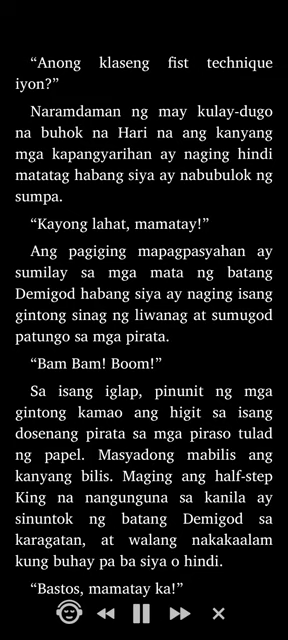 “Anong klaseng fist technique
iyon?”
Naramdaman ng may kulay-dugo
na buhok na Hari na ang kanyang
mga kapangyarihan ay naging hindi
matatag habang siya ay nabubulok ng
sumpa.
“Kayong lahat, mamatay!”
Ang pagiging mapagpasyahan ay
sumilay sa mga mata ng batang
Demigod habang siya ay naging isang
gintong sinag ng liwanag at sumugod
patungo sa mga pirata.
“Bam Bam! Boom!”
Sa isang iglap, pinunit ng mga
gintong kamao ang higit sa isang
dosenang pirata sa mga piraso tulad
ng papel. Masyadong mabilis ang
kanyang bilis. Maging ang half-step
King na nangunguna sa kanila ay
sinuntok ng batang Demigod sa
karagatan, at walang nakakaalam
kung buhay pa ba siya o hindi.
“Bastos, mamatay ka!”